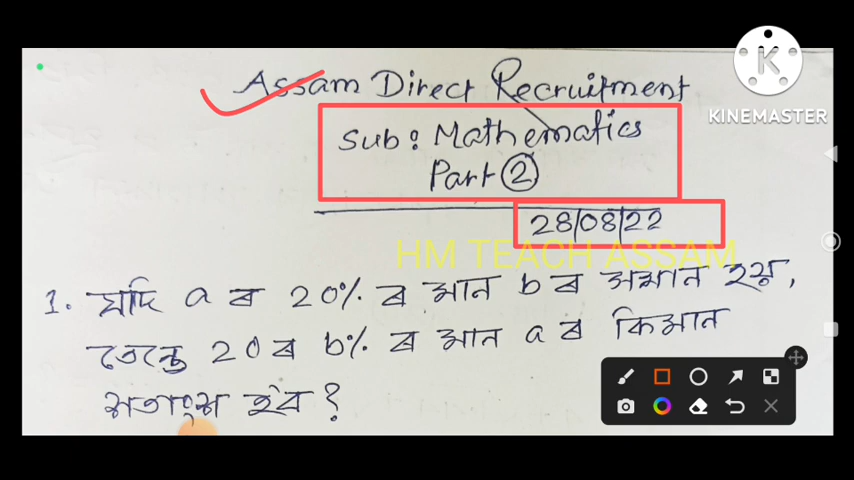 Assam Direct Recruitment
KINEMASTER
Sub: Mathematics
Part 2
28/08/22
HM TEACH ASSAM
1. যদি a ৰ 20% ৰ মান b ৰ সমান হয়,
তেন্তে 20 ৰ b% ৰ মান a ৰ কিমান
শতাংশ হ'ব?